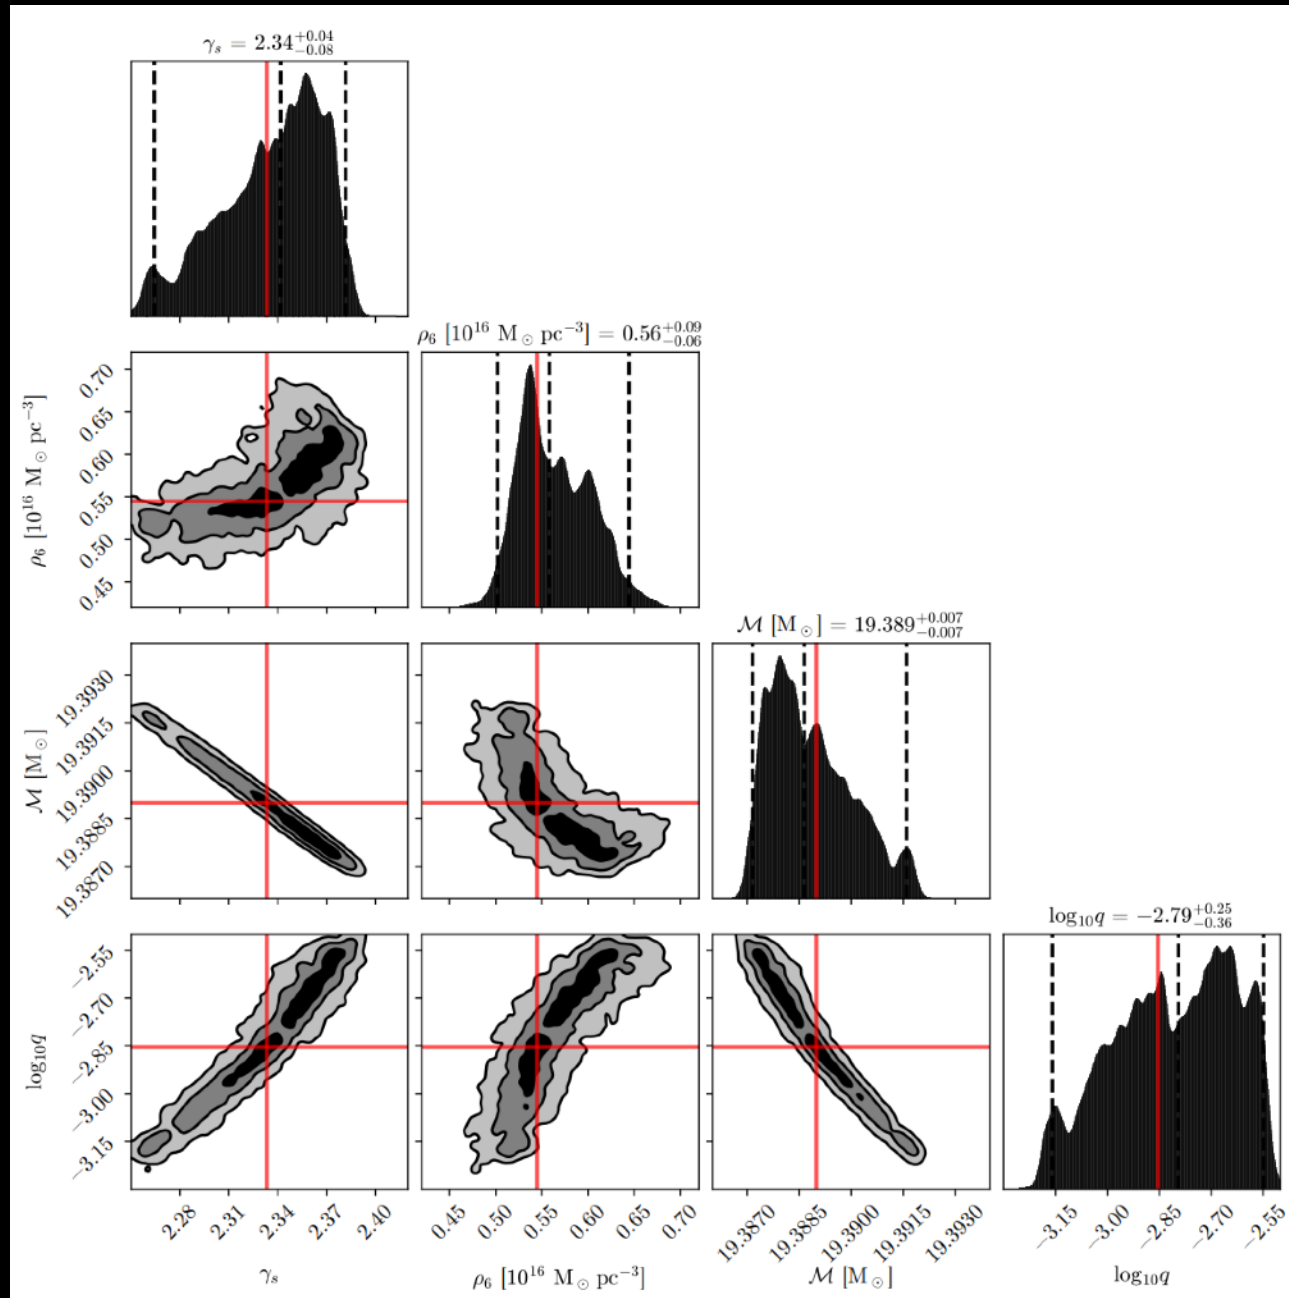 γ_s = 2.34^{+0.04}_{-0.08}
ρ_6 [10^{16} M_⊙ pc^{-3}] = 0.56^{+0.09}_{-0.06}
0.70
0.65
0.60
0.55
0.50
0.45
ρ_6 [10^{16} M_⊙ pc^{-3}]
ℳ [M_⊙] = 19.389^{+0.007}_{-0.007}
19.3930
19.3915
19.3900
19.3885
19.3870
ℳ [M_⊙]
log_{10}q = −2.79^{+0.25}_{-0.36}
−2.55
−2.70
−2.85
−3.00
−3.15
log_{10}q
2.28 2.31 2.34 2.37 2.40
0.45 0.50 0.55 0.60 0.65 0.70
19.3870 19.3885 19.3900 19.3915 19.3930
−3.15 −3.00 −2.85 −2.70 −2.55
γ_s
ρ_6 [10^{16} M_⊙ pc^{-3}]
ℳ [M_⊙]
log_{10}q